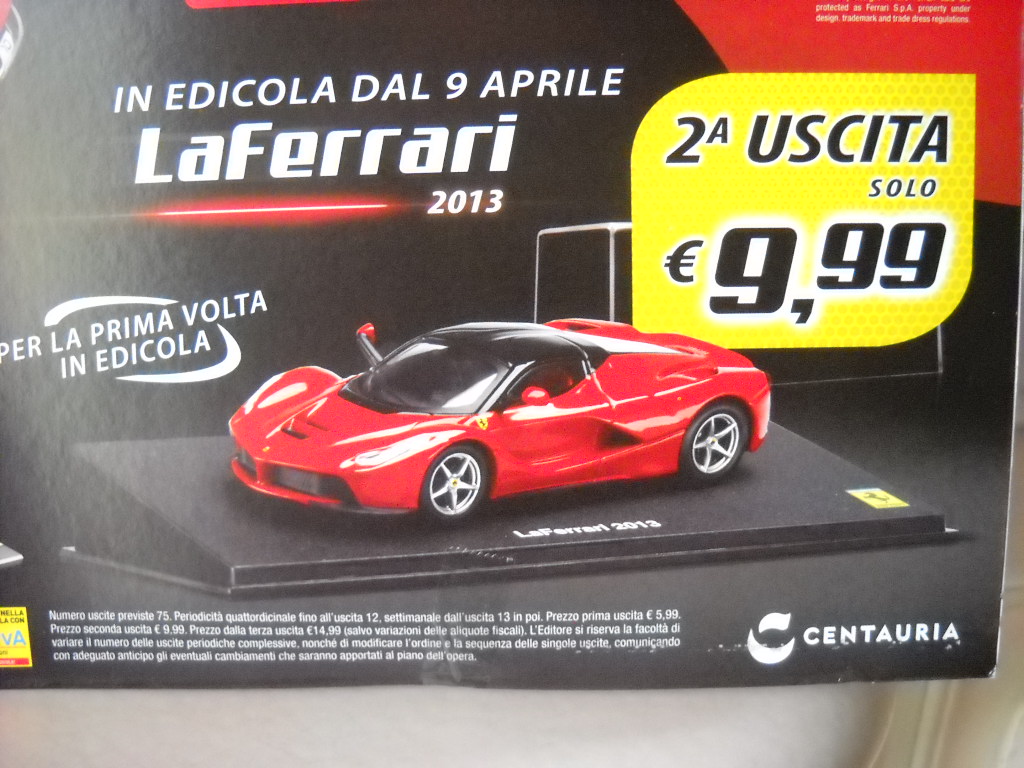 protected as Ferrari S.p.A. property under
design, trademark and trade dress regulations.
IN EDICOLA DAL 9 APRILE
LaFerrari
2013
2A USCITA
SOLO
€ 9,99
PER LA PRIMA VOLTA
IN EDICOLA
LaFerrari 2013
Numero uscite previste 75. Periodicità quattordicinale fino all'uscita 12, settimanale dall'uscita 13 in poi. Prezzo prima uscita € 5,99.
Prezzo seconda uscita € 9,99. Prezzo dalla terza uscita €14,99 (salvo variazioni delle aliquote fiscali). L'Editore si riserva la facoltà di
variare il numero delle uscite periodiche complessive, nonché di modificare l'ordine e la sequenza delle singole uscite, comunicando
con adeguato anticipo gli eventuali cambiamenti che saranno apportati al piano dell'opera.
CENTAURIA